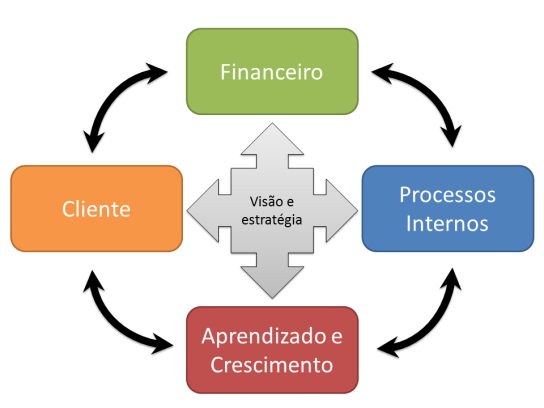 Financeiro
Cliente
Visão e
estratégia
Processos
Internos
Aprendizado e
Crescimento